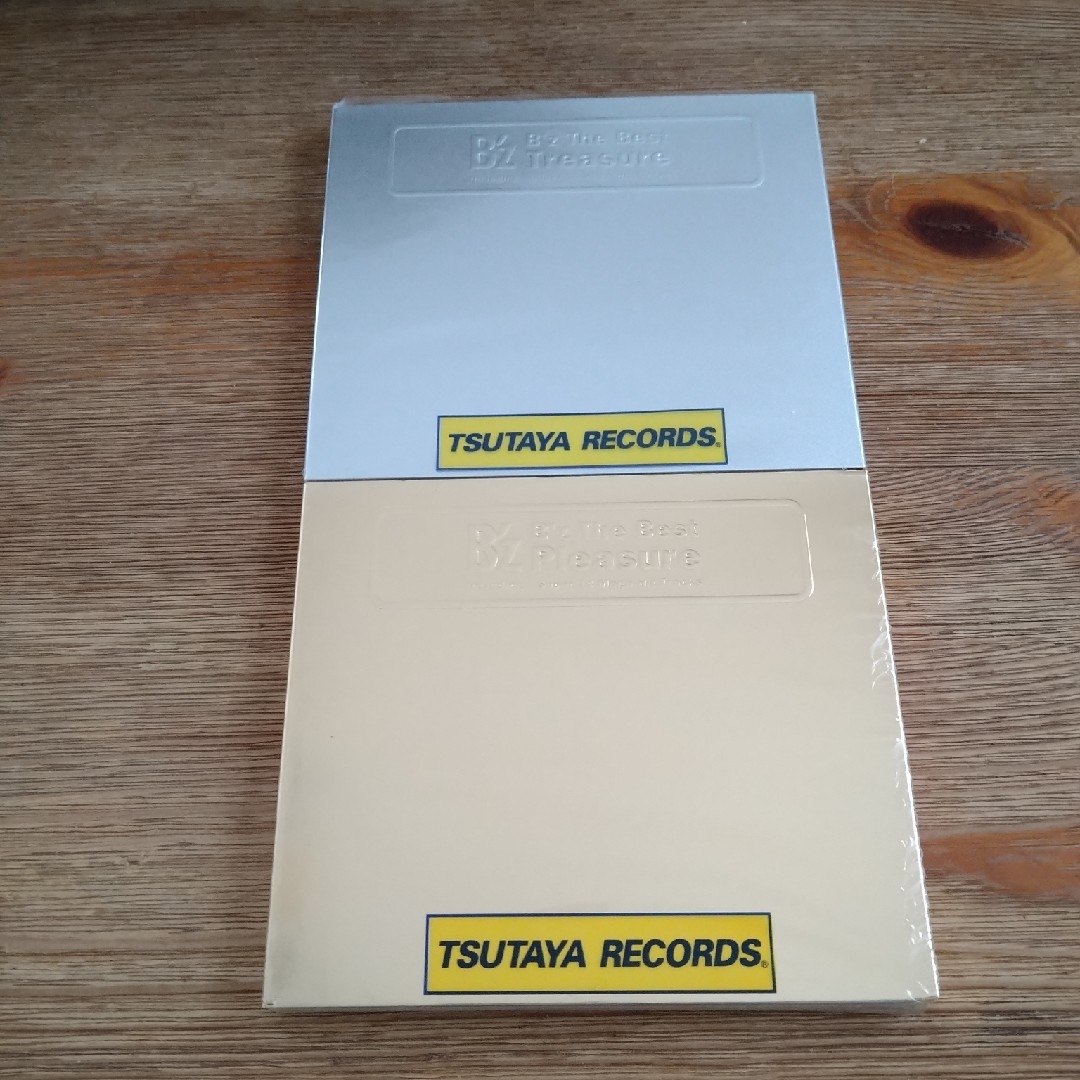 B'z B'z The Best
Treasure
TSUTAYA RECORDS®
B'z B'z The Best
Pleasure
TSUTAYA RECORDS®